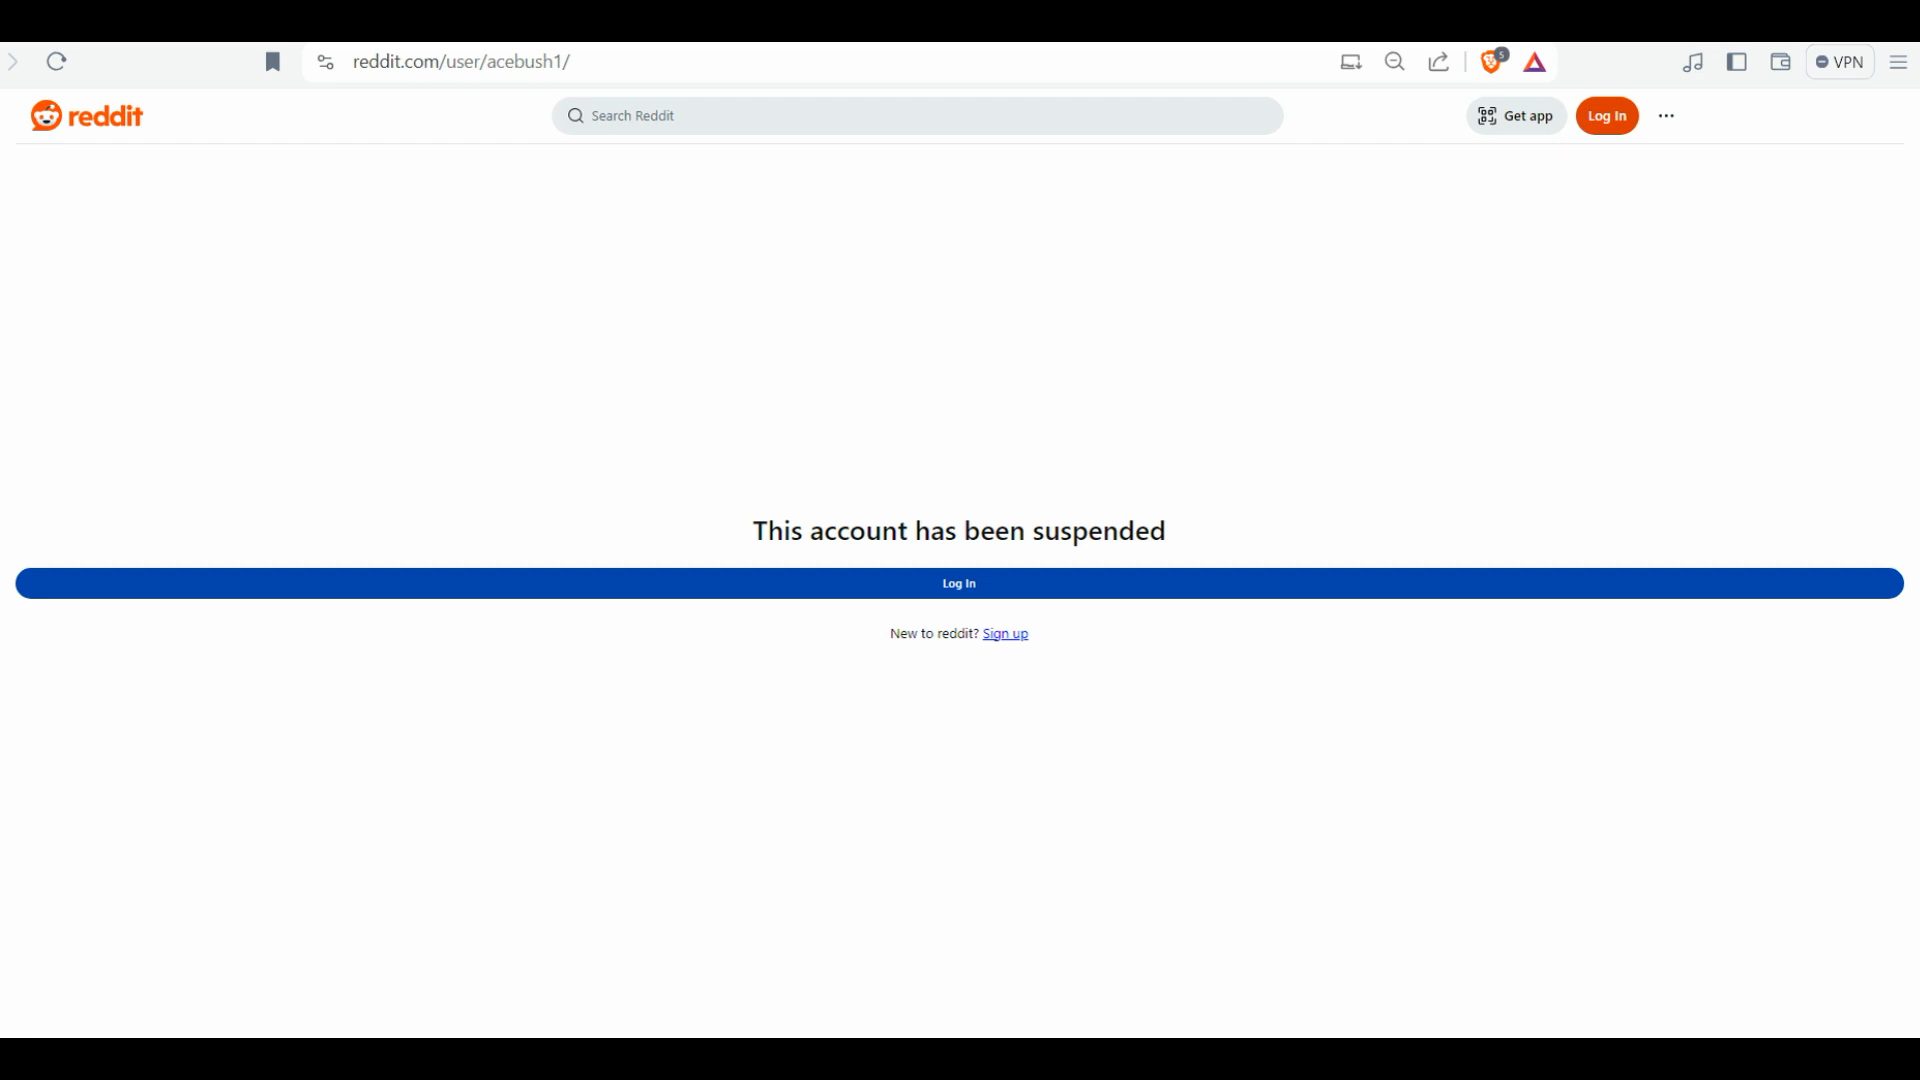 reddit.com/user/acebush1/
5
VPN
reddit
Search Reddit
Get app
Log In
This account has been suspended
Log In
New to reddit? Sign up